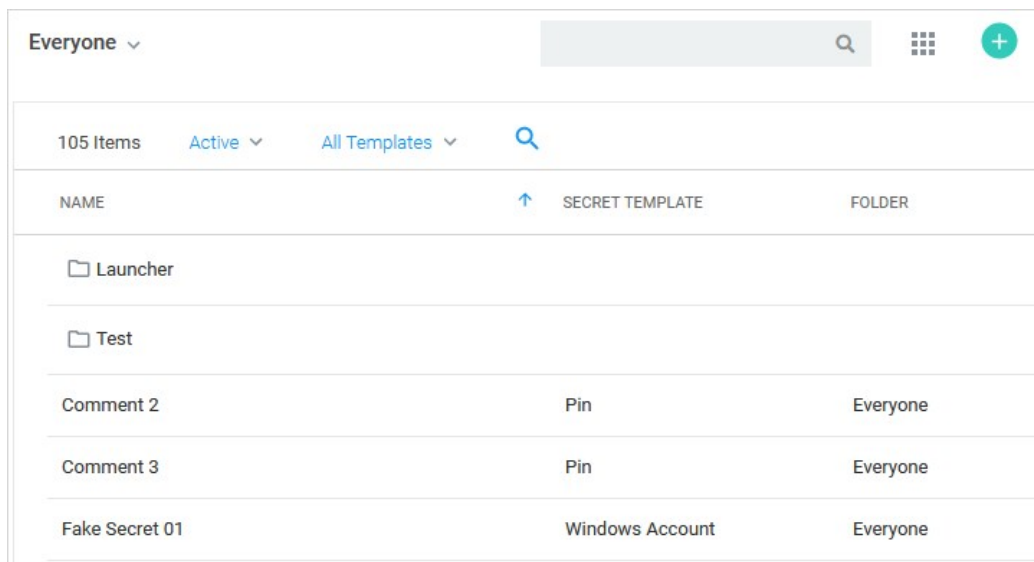 Everyone
105 Items Active All Templates
NAME SECRET TEMPLATE FOLDER
Launcher
Test
Comment 2 Pin Everyone
Comment 3 Pin Everyone
Fake Secret 01 Windows Account Everyone